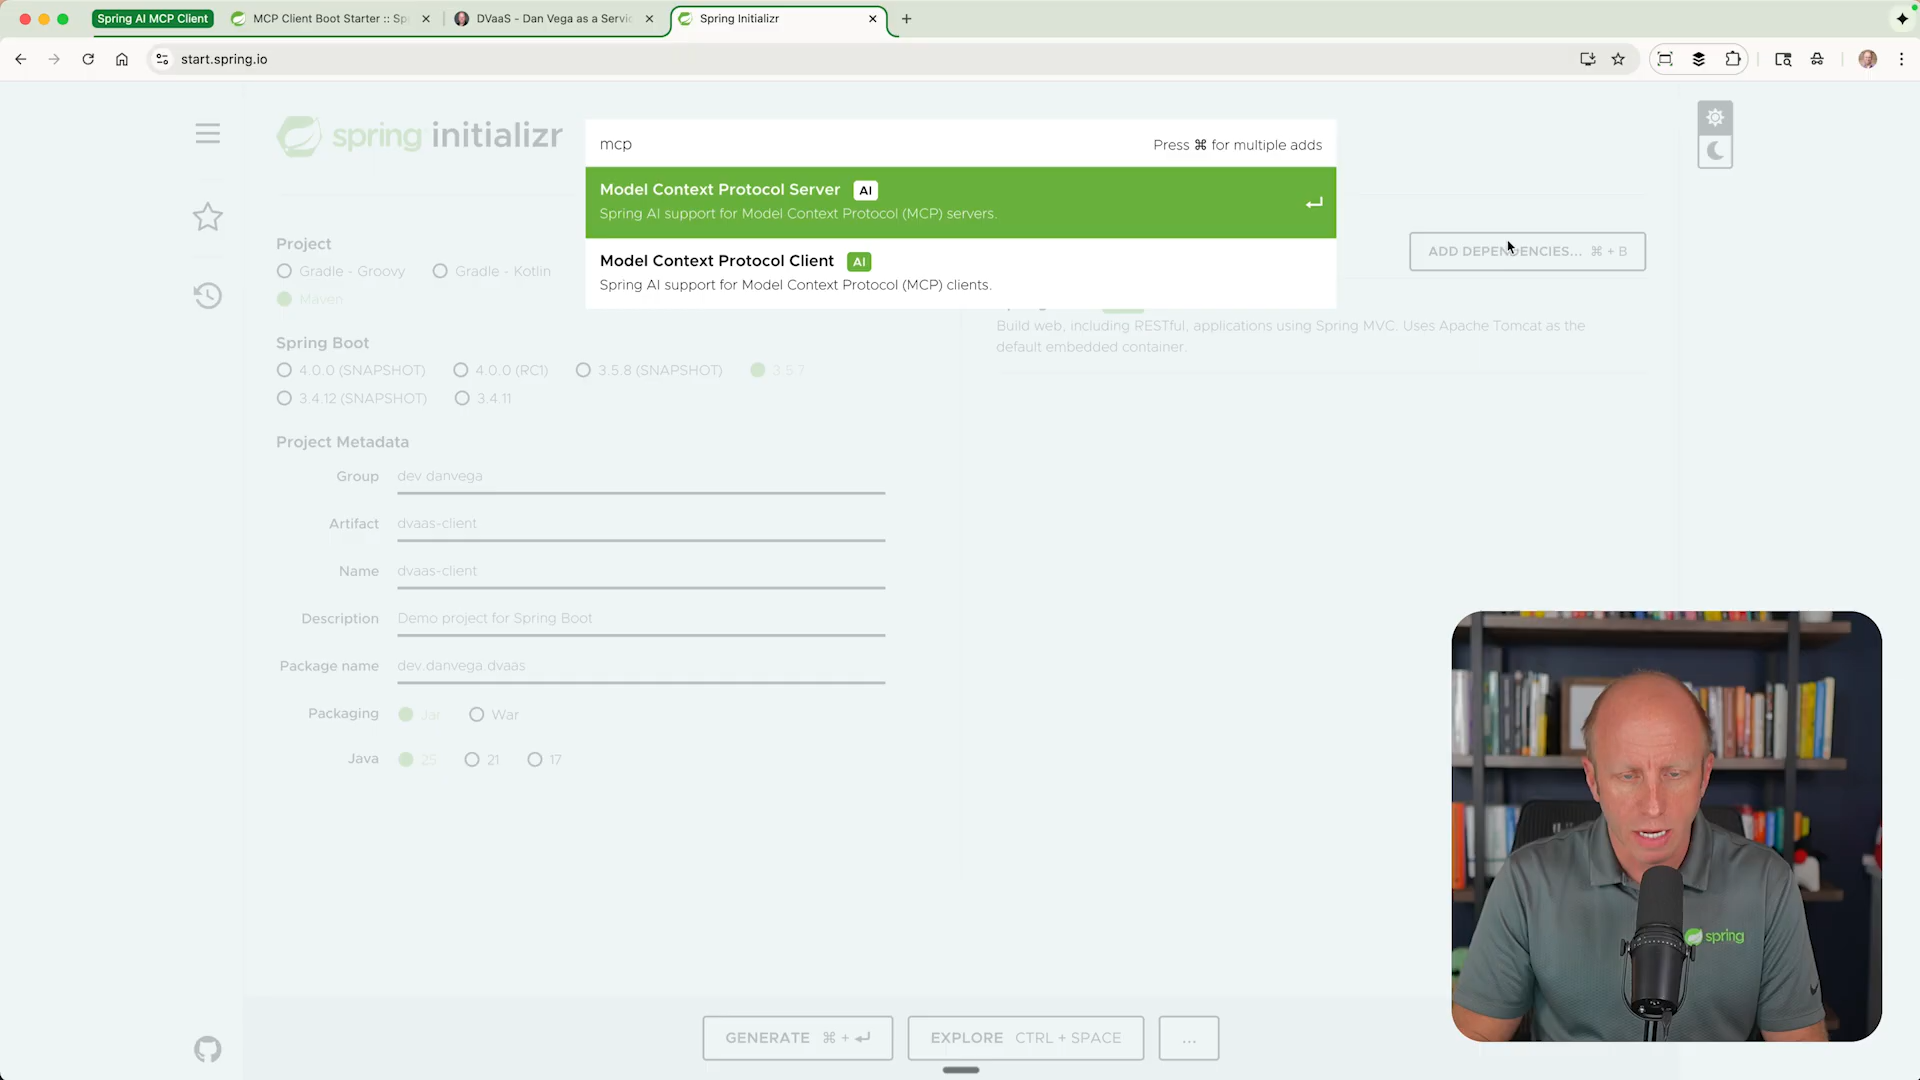 Spring AI MCP Client
MCP Client Boot Starter :: Sp
DVaaS - Dan Vega as a Servic
Spring Initializr
start.spring.io
spring initializr
mcp
Press ⌘ for multiple adds
Model Context Protocol Server AI
Spring AI support for Model Context Protocol (MCP) servers.
Model Context Protocol Client AI
Spring AI support for Model Context Protocol (MCP) clients.
ADD DEPENDENCIES... ⌘ + B
Build web, including RESTful, applications using Spring MVC. Uses Apache Tomcat as the
default embedded container.
Project
Gradle - Groovy
Gradle - Kotlin
Maven
Spring Boot
4.0.0 (SNAPSHOT)
4.0.0 (RC1)
3.5.8 (SNAPSHOT)
3.5.7
3.4.12 (SNAPSHOT)
3.4.11
Project Metadata
Group dev.danvega
Artifact dvaas-client
Name dvaas-client
Description Demo project for Spring Boot
Package name dev.danvega.dvaas
Packaging Jar War
Java 25 21 17
GENERATE ⌘ + ↵
EXPLORE CTRL + SPACE
...
spring